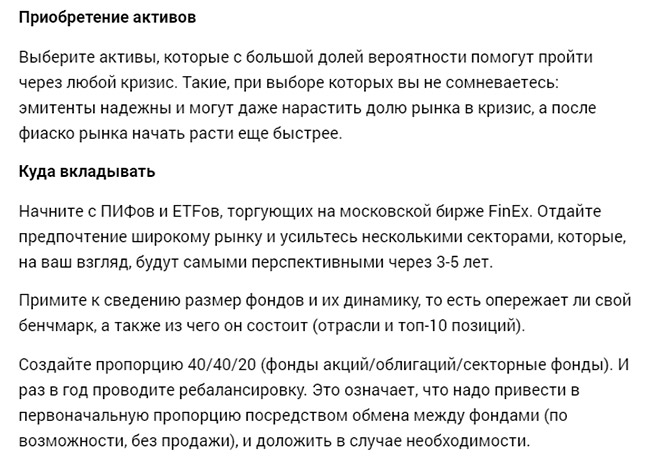 Приобретение активов
Выберите активы, которые с большой долей вероятности помогут пройти
через любой кризис. Такие, при выборе которых вы не сомневаетесь:
эмитенты надежны и могут даже нарастить долю рынка в кризис, а после
фиаско рынка начать расти еще быстрее.
Куда вкладывать
Начните с ПИФов и ETFов, торгующих на московской бирже FinEx. Отдайте
предпочтение широкому рынку и усильтесь несколькими секторами, которые,
на ваш взгляд, будут самыми перспективными через 3-5 лет.
Примите к сведению размер фондов и их динамику, то есть опережает ли свой
бенчмарк, а также из чего он состоит (отрасли и топ-10 позиций).
Создайте пропорцию 40/40/20 (фонды акций/облигаций/секторные фонды). И
раз в год проводите ребалансировку. Это означает, что надо привести в
первоначальную пропорцию посредством обмена между фондами (по
возможности, без продажи), и доложить в случае необходимости.